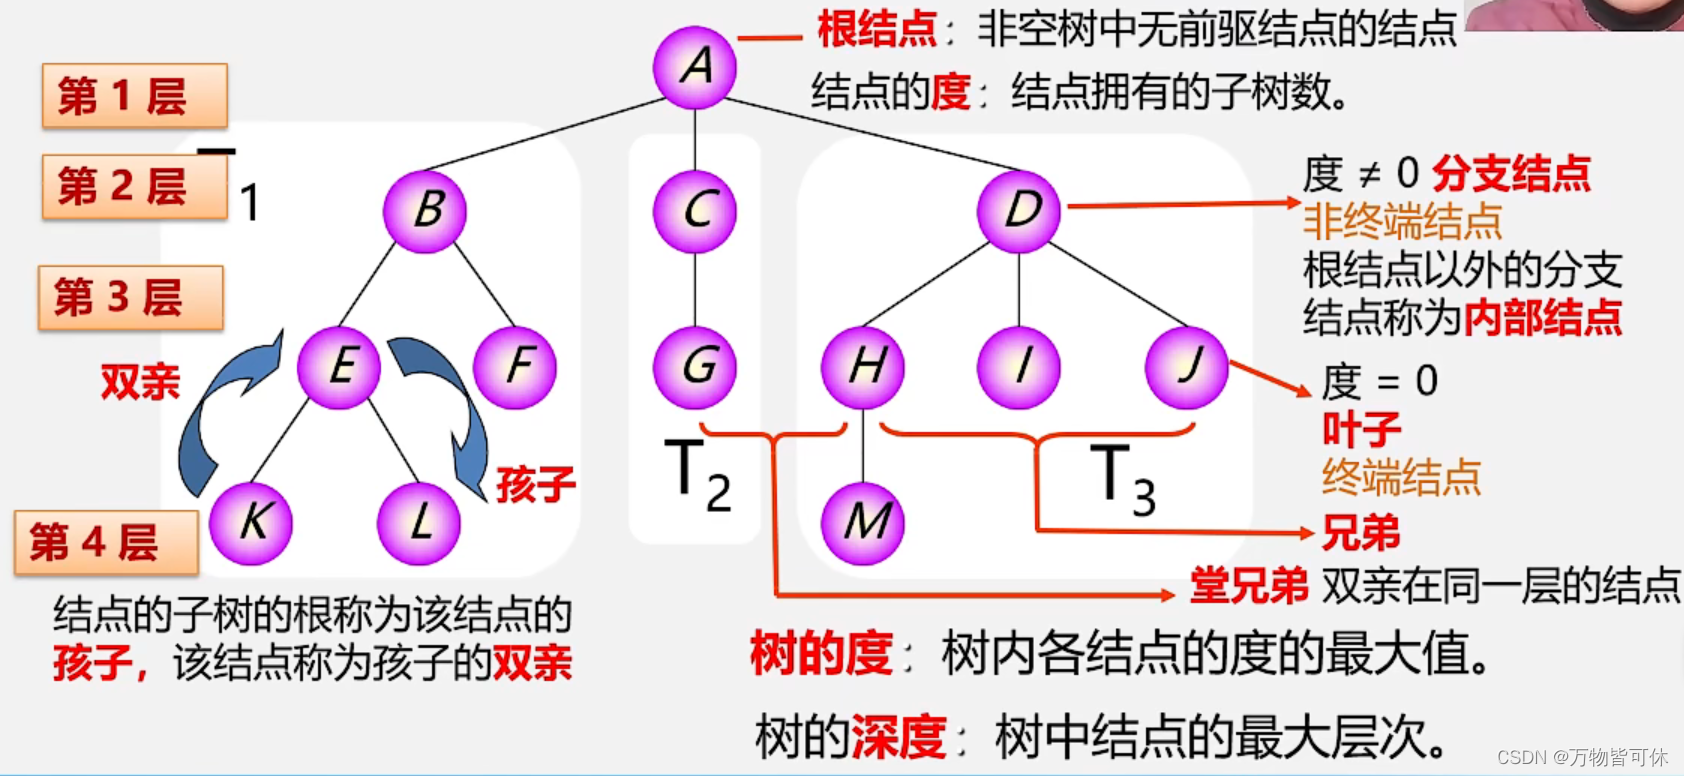 根结点：非空树中无前驱结点的结点
结点的度：结点拥有的子树数。
第 1 层
第 2 层
第 3 层
第 4 层
A
B
C
D
E
F
G
H
I
J
K
L
M
1
T2
T3
双亲
孩子
度 ≠ 0 分支结点
非终端结点
根结点以外的分支
结点称为内部结点
度 = 0
叶子
终端结点
兄弟
堂兄弟 双亲在同一层的结点
结点的子树的根称为该结点的
孩子，该结点称为孩子的双亲
树的度：树内各结点的度的最大值。
树的深度：树中结点的最大层次。
CSDN @万物皆可休